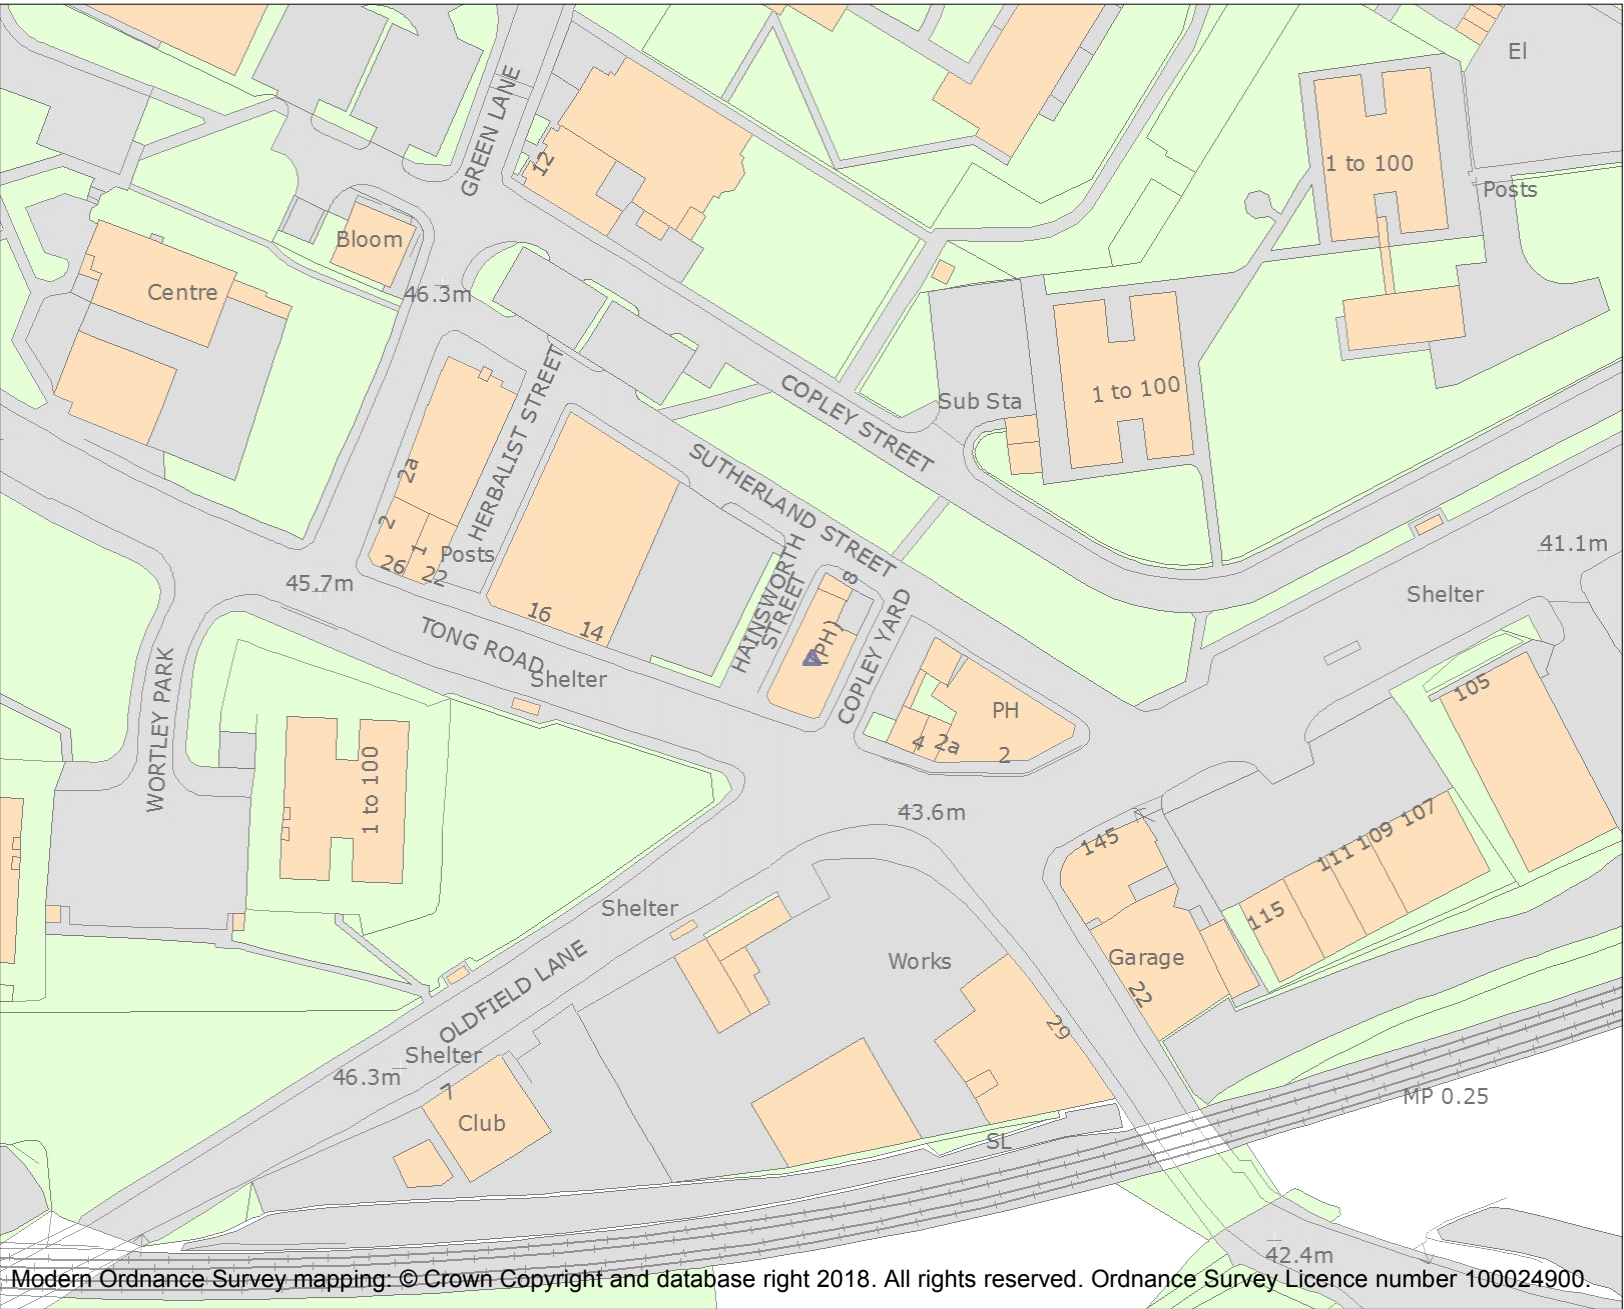 El
GREEN LANE
12
1 to 100
Posts
Bloom
Centre
46.3m
COPLEY STREET
Sub Sta
1 to 100
HERBALIST STREET
SUTHERLAND STREET
2a
2
1
Posts
26
22
45.7m
41.1m
16
14
HAINSWORTH
STREET
8
(PH)
COPLEY YARD
Shelter
TONG ROAD
Shelter
WORTLEY PARK
105
PH
4
2a
2
1 to 100
43.6m
145
111
109
107
115
Shelter
Works
Garage
22
OLDFIELD LANE
29
Shelter
46.3m
7
Club
MP 0.25
SL
42.4m
Modern Ordnance Survey mapping: © Crown Copyright and database right 2018. All rights reserved. Ordnance Survey Licence number 100024900.